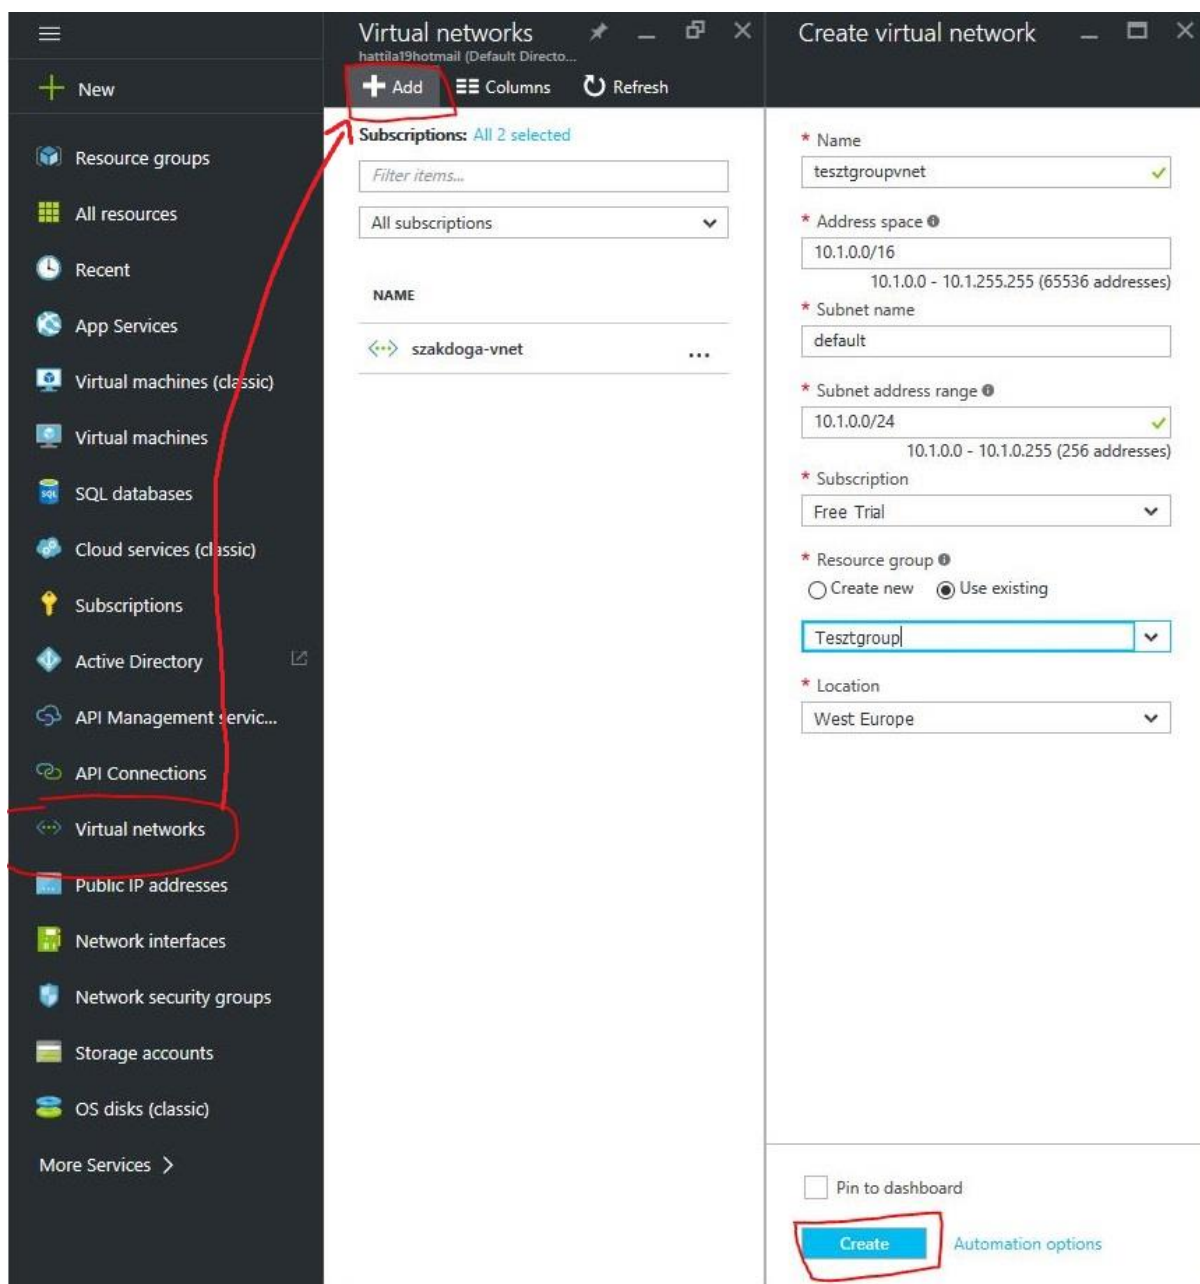 New
Resource groups
All resources
Recent
App Services
Virtual machines (classic)
Virtual machines
SQL databases
Cloud services (classic)
Subscriptions
Active Directory
API Management servic...
API Connections
Virtual networks
Public IP addresses
Network interfaces
Network security groups
Storage accounts
OS disks (classic)
More Services
Virtual networks
hattila19hotmail (Default Directo...
Add Columns Refresh
Subscriptions: All 2 selected
Filter items...
All subscriptions
NAME
szakdoga-vnet ...
Create virtual network
* Name
tesztgroupvnet
* Address space
10.1.0.0/16
10.1.0.0 - 10.1.255.255 (65536 addresses)
* Subnet name
default
* Subnet address range
10.1.0.0/24
10.1.0.0 - 10.1.0.255 (256 addresses)
* Subscription
Free Trial
* Resource group
Create new Use existing
Tesztgroup
* Location
West Europe
Pin to dashboard
Create Automation options